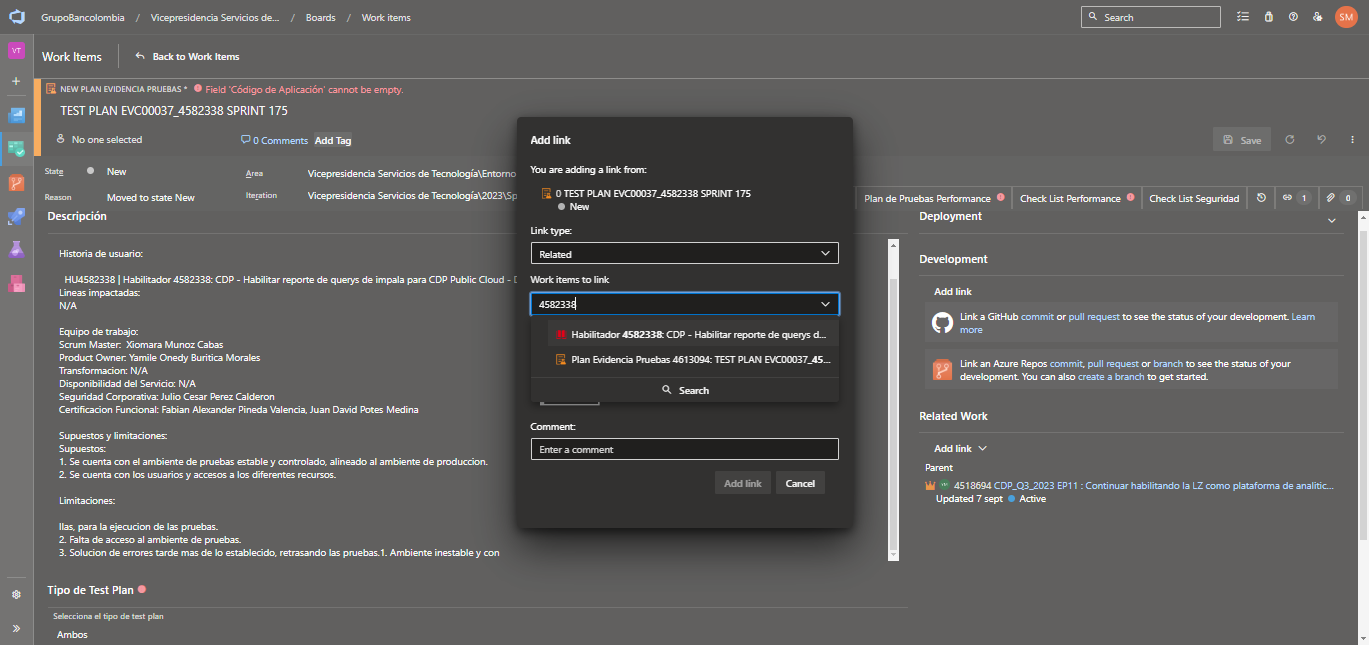 GrupoBancolombia / Vicepresidencia Servicios de... / Boards / Work items
Search
SM
VT
Work Items
Back to Work Items
NEW PLAN EVIDENCIA PRUEBAS * Field 'Código de Aplicación' cannot be empty.
TEST PLAN EVC00037_4582338 SPRINT 175
No one selected
0 Comments
Add Tag
Save
State
New
Area
Vicepresidencia Servicios de Tecnología\Entorno
Reason
Moved to state New
Iteration
Vicepresidencia Servicios de Tecnología\2023\Sp
Plan de Pruebas Performance
Check List Performance
Check List Seguridad
1
0
Descripción
Historia de usuario:
HU4582338 | Habilitador 4582338: CDP - Habilitar reporte de querys de impala para CDP Public Cloud - D
Lineas impactadas:
N/A
Equipo de trabajo:
Scrum Master: Xiomara Munoz Cabas
Product Owner: Yamile Onedy Buritica Morales
Transformacion: N/A
Disponibilidad del Servicio: N/A
Seguridad Corporativa: Julio Cesar Perez Calderon
Certificacion Funcional: Fabian Alexander Pineda Valencia, Juan David Potes Medina
Supuestos y limitaciones:
Supuestos:
1. Se cuenta con el ambiente de pruebas estable y controlado, alineado al ambiente de produccion.
2. Se cuenta con los usuarios y accesos a los diferentes recursos.
Limitaciones:
llas, para la ejecucion de las pruebas.
2. Falta de acceso al ambiente de pruebas.
3. Solucion de errores tarde mas de lo establecido, retrasando las pruebas.1. Ambiente inestable y con
Tipo de Test Plan
Selecciona el tipo de test plan
Ambos
Add link
You are adding a link from:
0 TEST PLAN EVC00037_4582338 SPRINT 175
New
Link type:
Related
Work items to link
4582338
Habilitador 4582338: CDP - Habilitar reporte de querys d...
Plan Evidencia Pruebas 4613094: TEST PLAN EVC00037_45...
Search
Comment:
Enter a comment
Add link
Cancel
Deployment
Development
Add link
Link a GitHub commit or pull request to see the status of your development. Learn
more
Link an Azure Repos commit, pull request or branch to see the status of your
development. You can also create a branch to get started.
Related Work
Add link
Parent
4518694 CDP_Q3_2023 EP11 : Continuar habilitando la LZ como plataforma de analitic...
Updated 7 sept Active